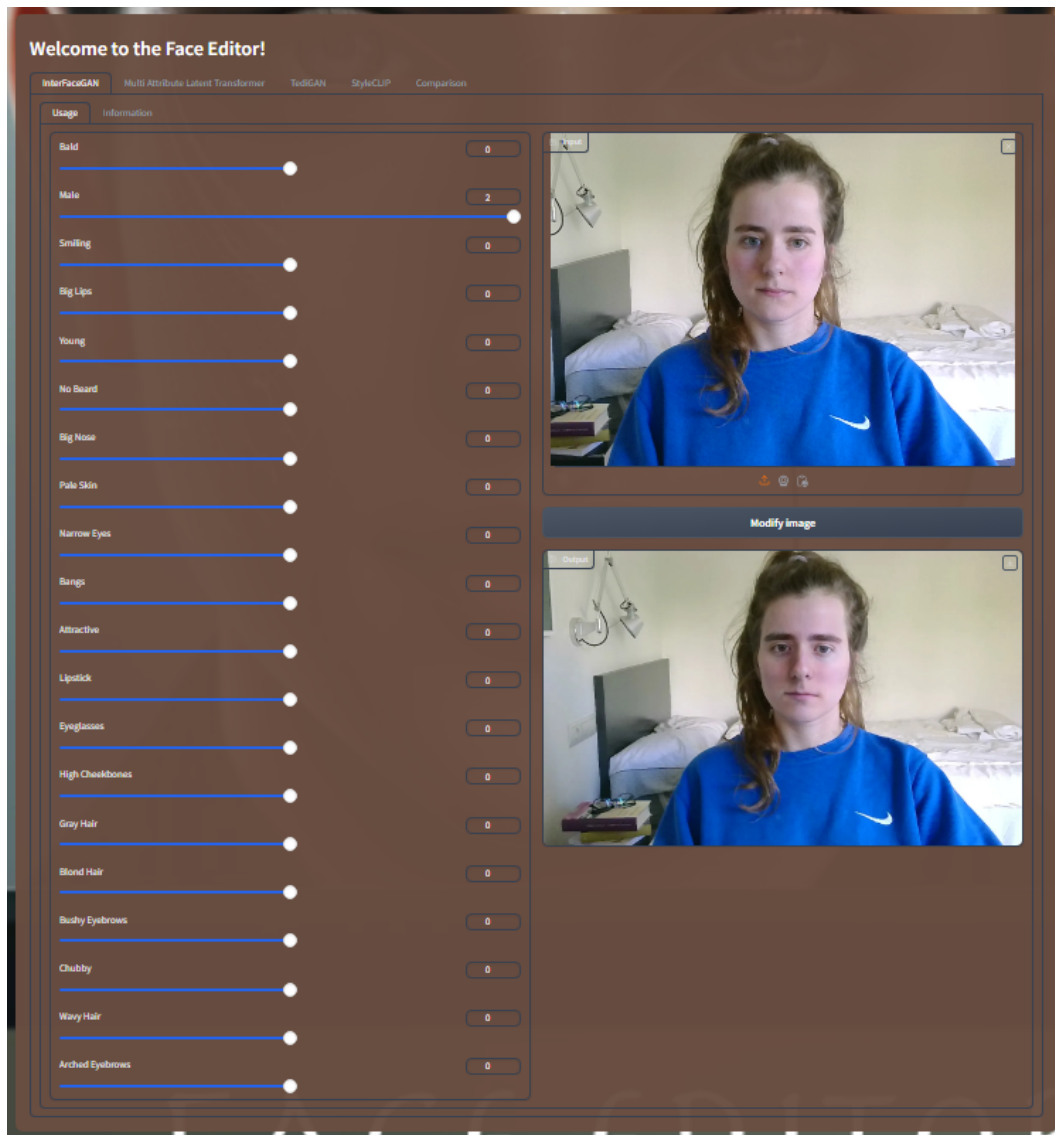 Welcome to the Face Editor!
InterFaceGAN Multi Attribute Latent Transformer TediGAN StyleCLIP Comparison
Usage Information
Bald 0
Male 2
Smiling 0
Big Lips 0
Young 0
No Beard 0
Big Nose 0
Pale Skin 0
Narrow Eyes 0
Bangs 0
Attractive 0
Lipstick 0
Eyeglasses 0
High Cheekbones 0
Gray Hair 0
Blond Hair 0
Bushy Eyebrows 0
Chubby 0
Wavy Hair 0
Arched Eyebrows 0
Input
Modify image
Output